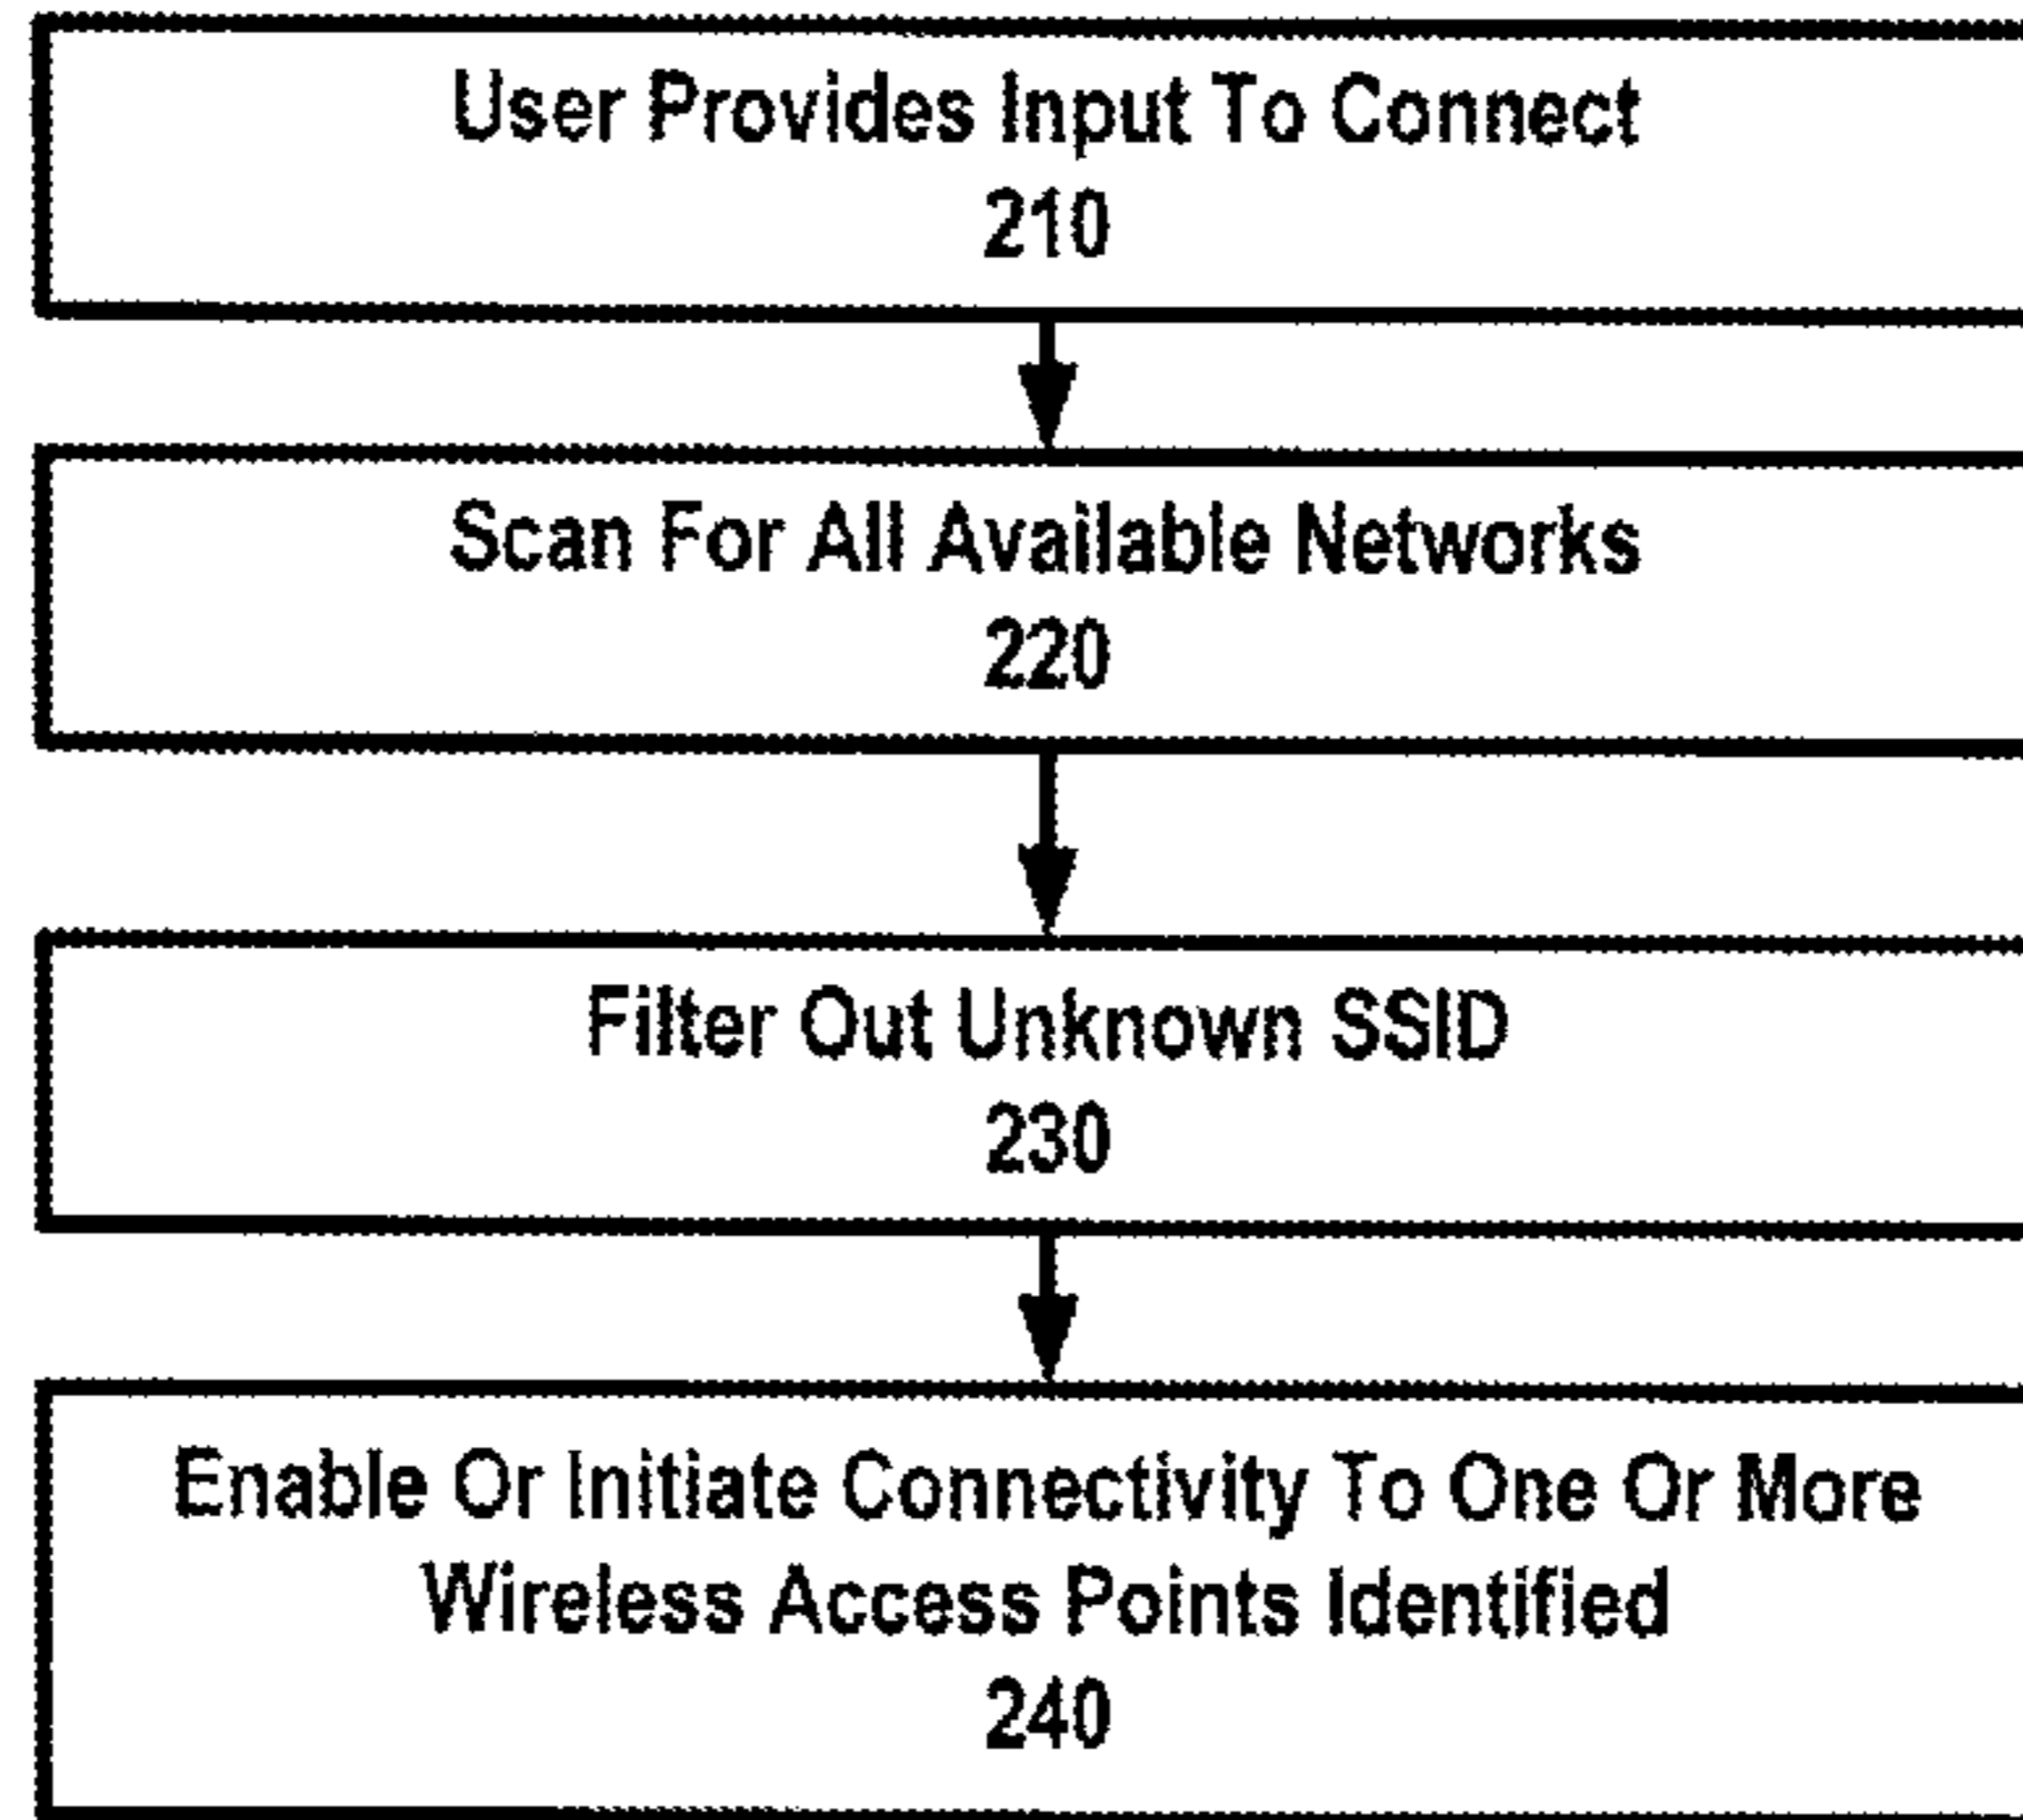 User Provides Input To Connect
210
Scan For All Available Networks
220
Filter Out Unknown SSID
230
Enable Or Initiate Connectivity To One Or More
Wireless Access Points Identified
240